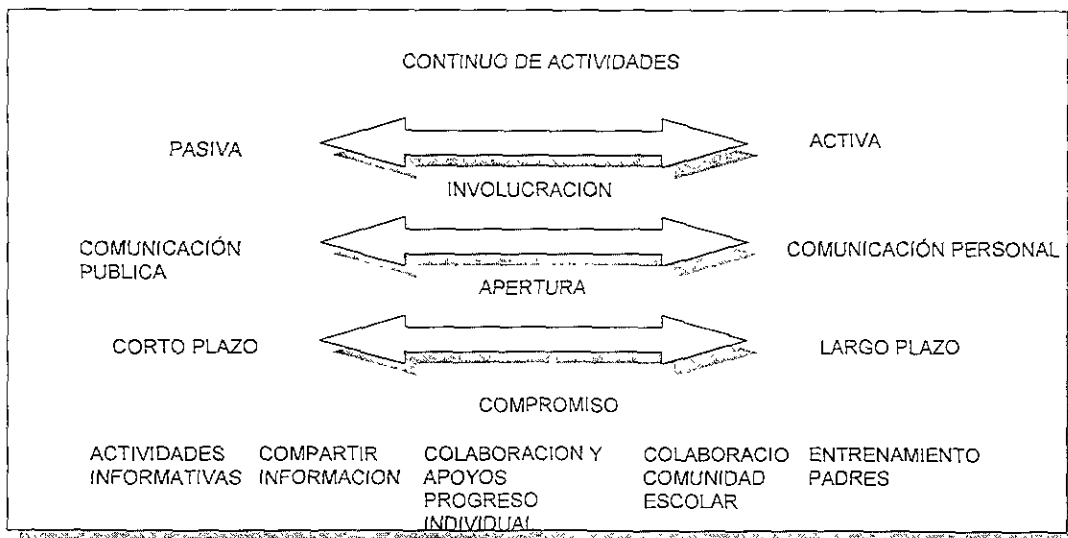 CONTINUO DE ACTIVIDADES
PASIVA
ACTIVA
INVOLUCRACION
COMUNICACIÓN
PUBLICA
COMUNICACIÓN PERSONAL
APERTURA
CORTO PLAZO
LARGO PLAZO
COMPROMISO
ACTIVIDADES
INFORMATIVAS
COMPARTIR
INFORMACION
COLABORACION Y
APOYOS
PROGRESO
INDIVIDUAL
COLABORACIO
COMUNIDAD
ESCOLAR
ENTRENAMIENTO
PADRES